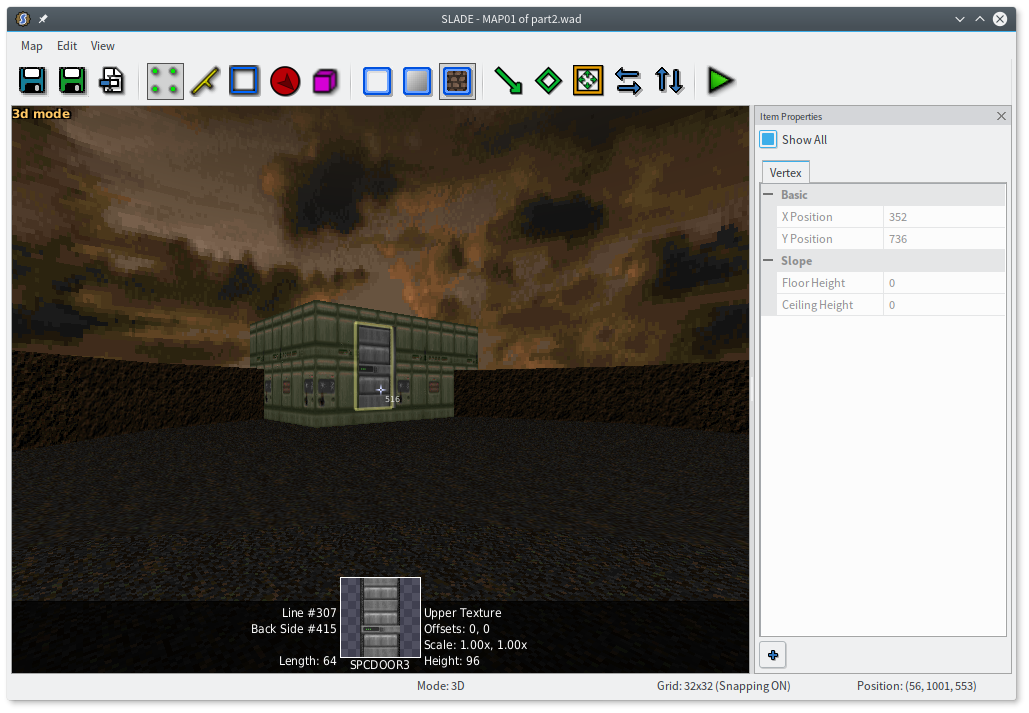 SLADE - MAP01 of part2.wad
Map Edit View
3d mode
Item Properties
Show All
Vertex
Basic
X Position 352
Y Position 736
Slope
Floor Height 0
Ceiling Height 0
516
Line #307
Back Side #415
Length: 64
SPCDOOR3
Upper Texture
Offsets: 0, 0
Scale: 1.00x, 1.00x
Height: 96
Mode: 3D Grid: 32x32 (Snapping ON) Position: (56, 1001, 553)